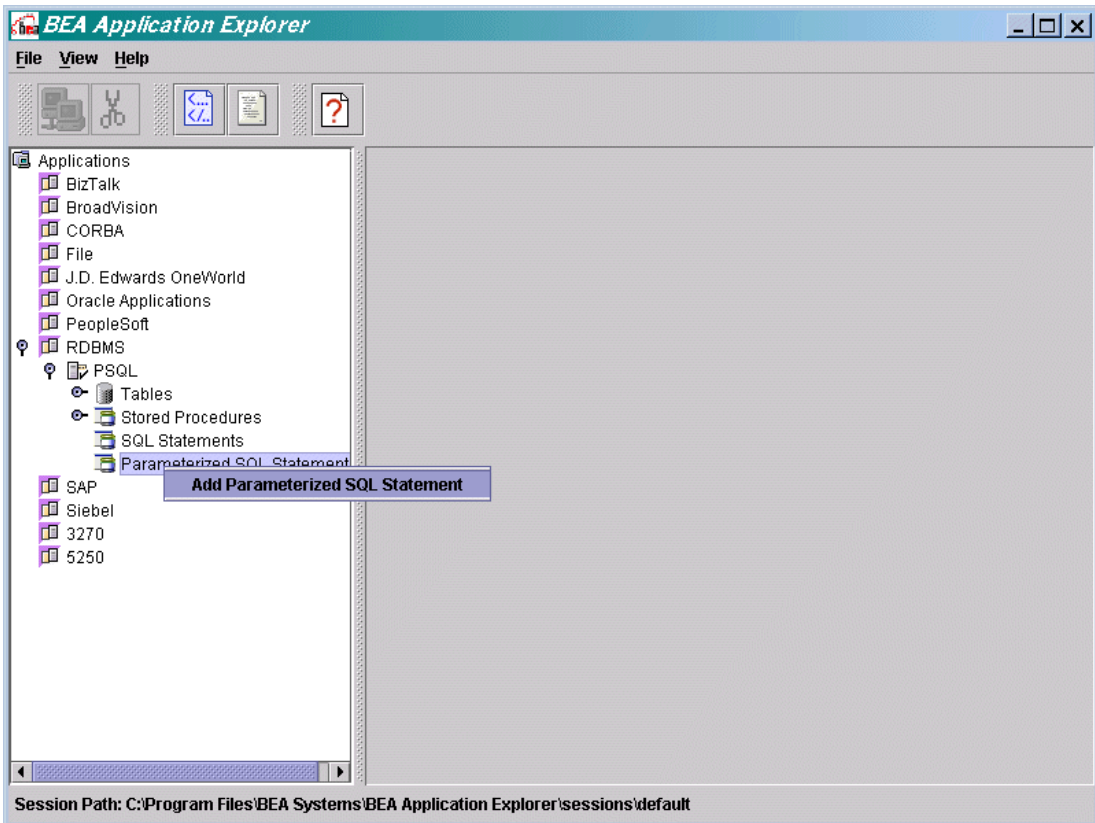 BEA Application Explorer
File View Help
Applications
BizTalk
BroadVision
CORBA
File
J.D. Edwards OneWorld
Oracle Applications
PeopleSoft
RDBMS
PSQL
Tables
Stored Procedures
SQL Statements
Parameterized SQL Statement
Add Parameterized SQL Statement
SAP
Siebel
3270
5250
Session Path: C:\Program Files\BEA Systems\BEA Application Explorer\sessions\default